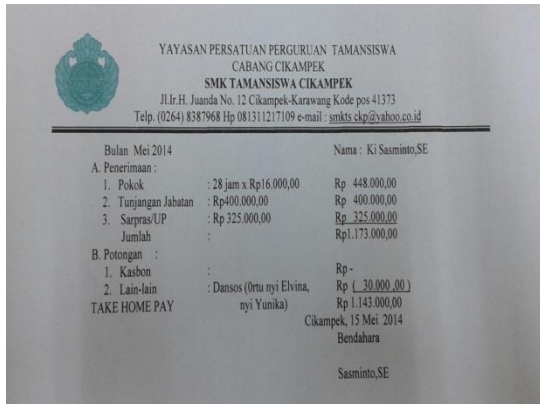 YAYASAN PERSATUAN PERGURUAN TAMANSISWA
CABANG CIKAMPEK
SMK TAMANSISWA CIKAMPEK
Jl.Ir.H. Juanda No. 12 Cikampek-Karawang Kode pos 41373
Telp. (0264) 8387968 Hp 081311217109 e-mail : smkts.ckp@yahoo.co.id
Bulan Mei 2014 Nama : Ki Sasminto,SE
A. Penerimaan :
1. Pokok : 28 jam x Rp16.000,00 Rp 448.000,00
2. Tunjangan Jabatan : Rp400.000,00 Rp 400.000,00
3. Sarpras/UP : Rp 325.000,00 Rp 325.000,00
Jumlah : Rp1.173.000,00
B. Potongan :
1. Kasbon : Rp -
2. Lain-lain : Dansos (0rtu nyi Elvina, Rp ( 30.000 ,00 )
TAKE HOME PAY nyi Yunika) Rp 1.143.000,00
Cikampek, 15 Mei 2014
Bendahara
Sasminto,SE